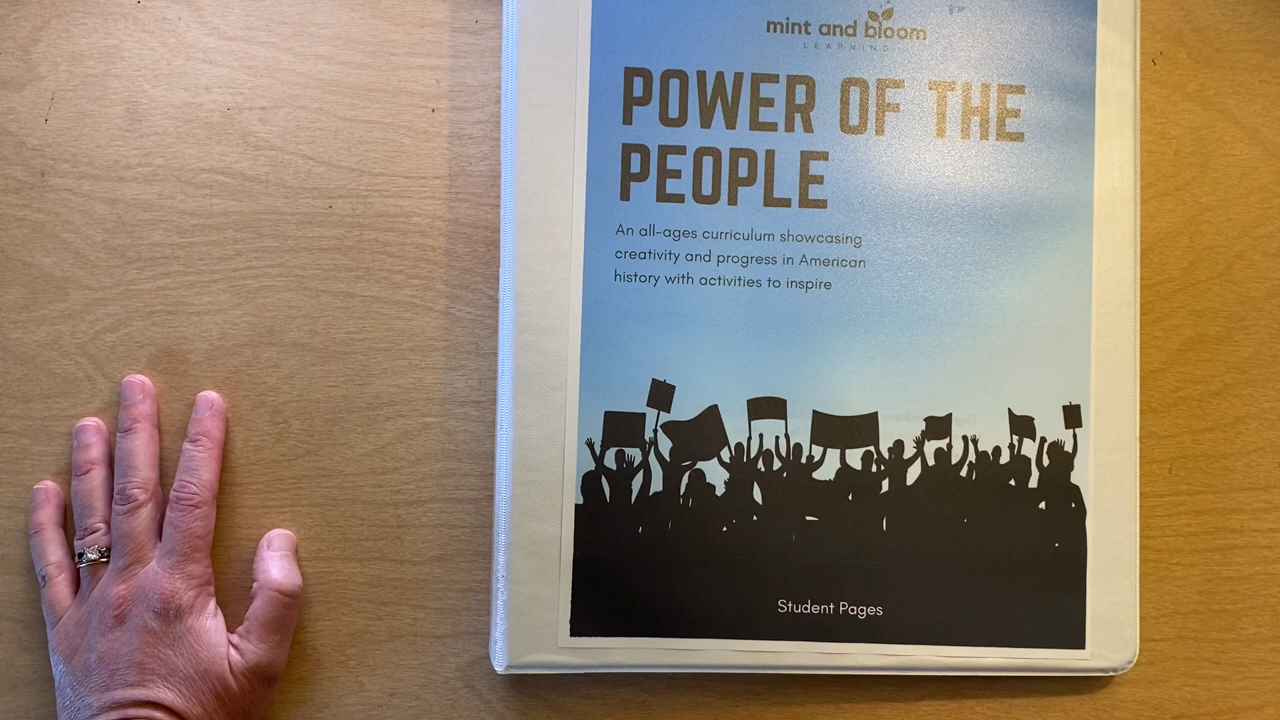 mint and bloom
LEARNING
POWER OF THE
PEOPLE
An all-ages curriculum showcasing
creativity and progress in American
history with activities to inspire
Student Pages